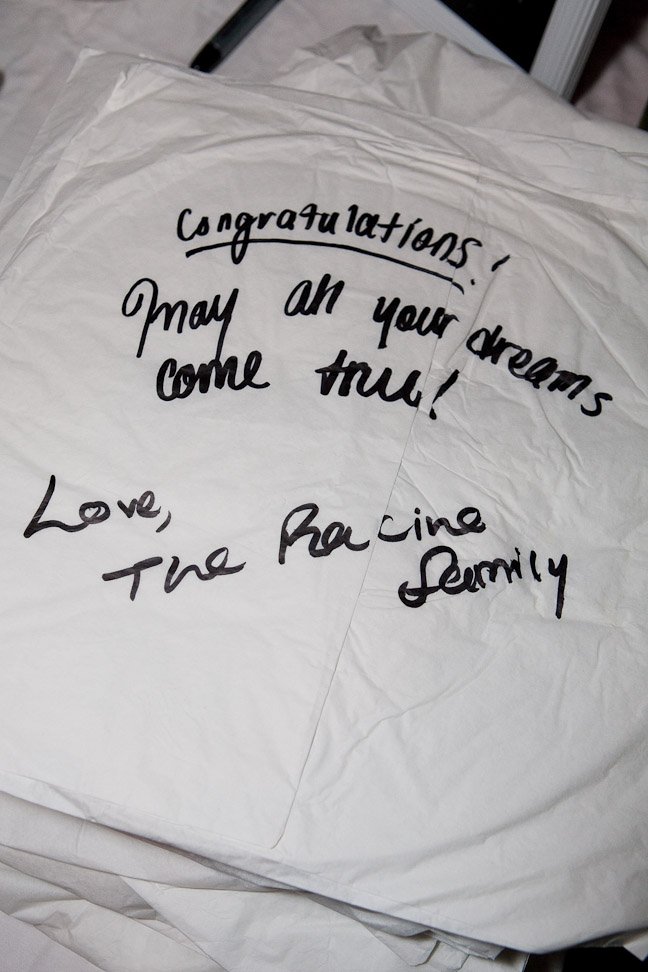 Congratulations!
May all your dreams
come true!
Love,
The Racine
family